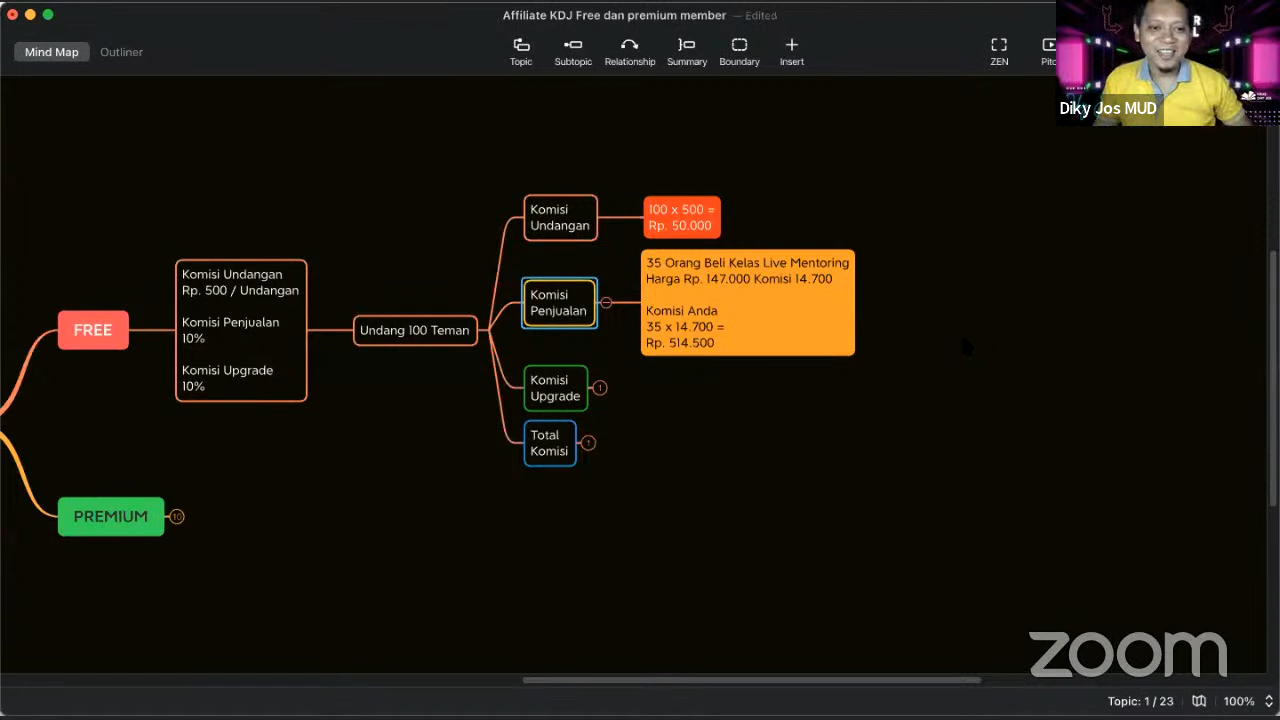 Affiliate KDJ Free dan premium member — Edited
Mind Map
Outliner
Topic
Subtopic
Relationship
Summary
Boundary
Insert
ZEN
Diky Jos MUD
FREE
Komisi Undangan
Rp. 500 / Undangan
Komisi Penjualan
10%
Komisi Upgrade
10%
Undang 100 Teman
Komisi
Undangan
100 x 500 =
Rp. 50.000
Komisi
Penjualan
35 Orang Beli Kelas Live Mentoring
Harga Rp. 147.000 Komisi 14.700
Komisi Anda
35 x 14.700 =
Rp. 514.500
Komisi
Upgrade
1
Total
Komisi
1
PREMIUM
10
zoom
Topic: 1 / 23
100%